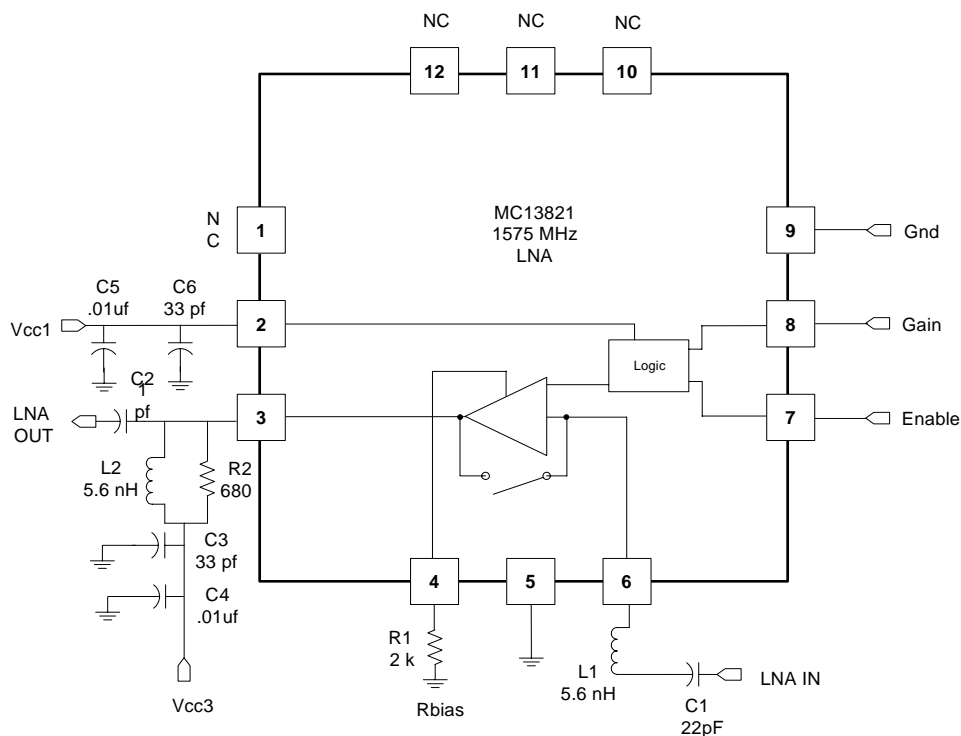 NC
NC
NC
12
11
10
N
C
1
MC13821
1575 MHz
LNA
9
Gnd
C5
.01uf
C6
33 pf
Vcc1
2
8
Gain
Logic
C2
1
pf
LNA
OUT
3
7
Enable
L2
5.6 nH
R2
680
C3
33 pf
C4
.01uf
4
5
6
R1
2 k
L1
5.6 nH
LNA IN
C1
22pF
Vcc3
Rbias